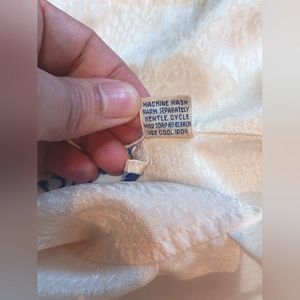 MACHINE WASH
WARM SEPARATELY
GENTLE CYCLE
MILD SOAP-NO BLEACH
USE COOL IRON